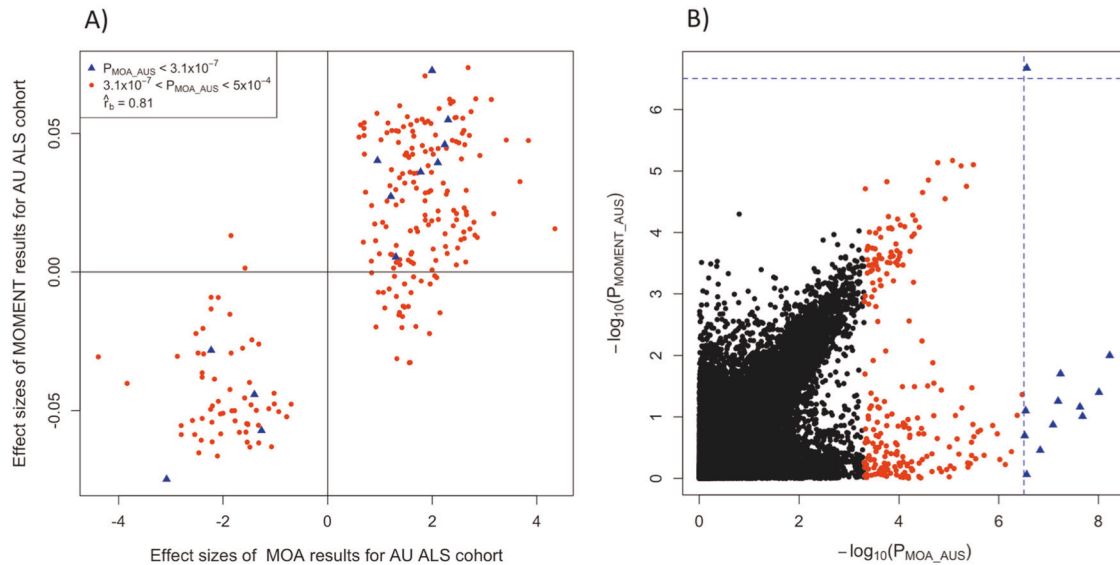 A)
▲ P_MOA_AUS < 3.1x10⁻⁷
● 3.1x10⁻⁷ < P_MOA_AUS < 5x10⁻⁴
r̂_b = 0.81
Effect sizes of MOMENT results for AU ALS cohort
0.05
0.00
-0.05
-4 -2 0 2 4
Effect sizes of MOA results for AU ALS cohort
B)
−log₁₀(P_MOMENT_AUS)
6
5
4
3
2
1
0
0 2 4 6 8
−log₁₀(P_MOA_AUS)